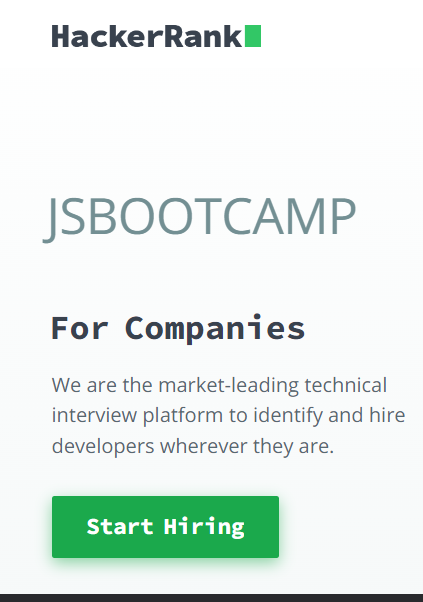 HackerRank
JSBOOTCAMP
For Companies
We are the market-leading technical
interview platform to identify and hire
developers wherever they are.
Start Hiring